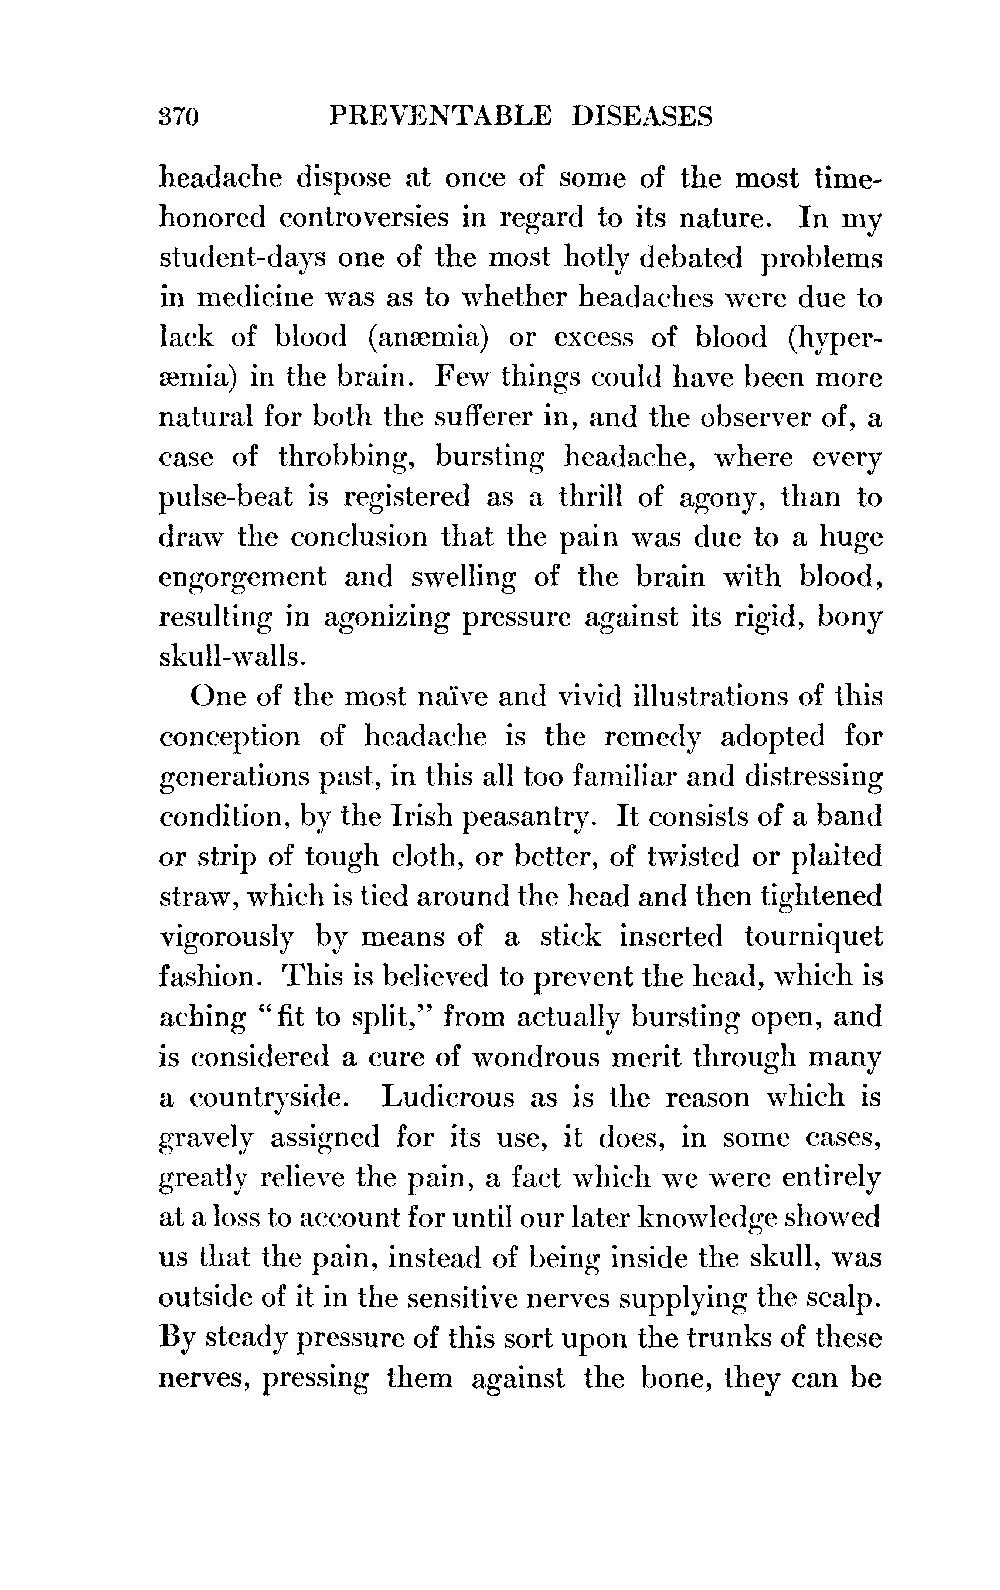 370 PREVENTABLE DISEASES
headache dispose at once of some of the most time-
honored controversies in regard to its nature. In my
student-days one of the most hotly debated problems
in medicine was as to whether headaches were due to
lack of blood (anæmia) or excess of blood (hyper-
æmia) in the brain. Few things could have been more
natural for both the sufferer in, and the observer of, a
case of throbbing, bursting headache, where every
pulse-beat is registered as a thrill of agony, than to
draw the conclusion that the pain was due to a huge
engorgement and swelling of the brain with blood,
resulting in agonizing pressure against its rigid, bony
skull-walls.
One of the most naïve and vivid illustrations of this
conception of headache is the remedy adopted for
generations past, in this all too familiar and distressing
condition, by the Irish peasantry. It consists of a band
or strip of tough cloth, or better, of twisted or plaited
straw, which is tied around the head and then tightened
vigorously by means of a stick inserted tourniquet
fashion. This is believed to prevent the head, which is
aching “fit to split,” from actually bursting open, and
is considered a cure of wondrous merit through many
a countryside. Ludicrous as is the reason which is
gravely assigned for its use, it does, in some cases,
greatly relieve the pain, a fact which we were entirely
at a loss to account for until our later knowledge showed
us that the pain, instead of being inside the skull, was
outside of it in the sensitive nerves supplying the scalp.
By steady pressure of this sort upon the trunks of these
nerves, pressing them against the bone, they can be